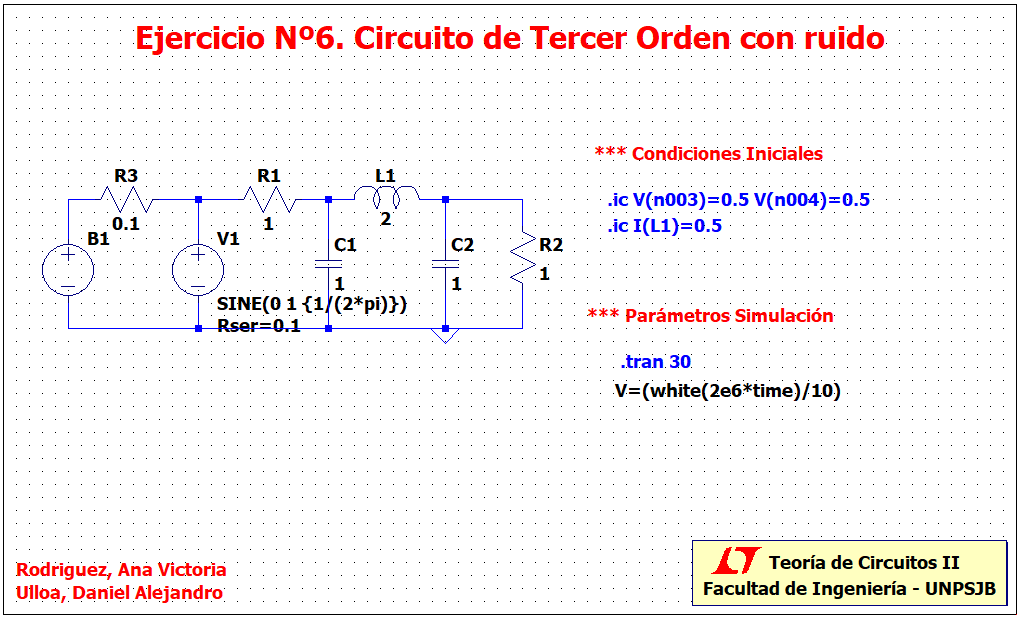 Ejercicio Nº6. Circuito de Tercer Orden con ruido
*** Condiciones Iniciales
.ic V(n003)=0.5 V(n004)=0.5
.ic I(L1)=0.5
R3
0.1
B1
V1
SINE(0 1 {1/(2*pi)})
Rser=0.1
R1
1
C1
1
L1
2
C2
1
R2
1
*** Parámetros Simulación
.tran 30
V=(white(2e6*time)/10)
Rodriguez, Ana Victoria
Ulloa, Daniel Alejandro
Teoría de Circuitos II
Facultad de Ingeniería - UNPSJB